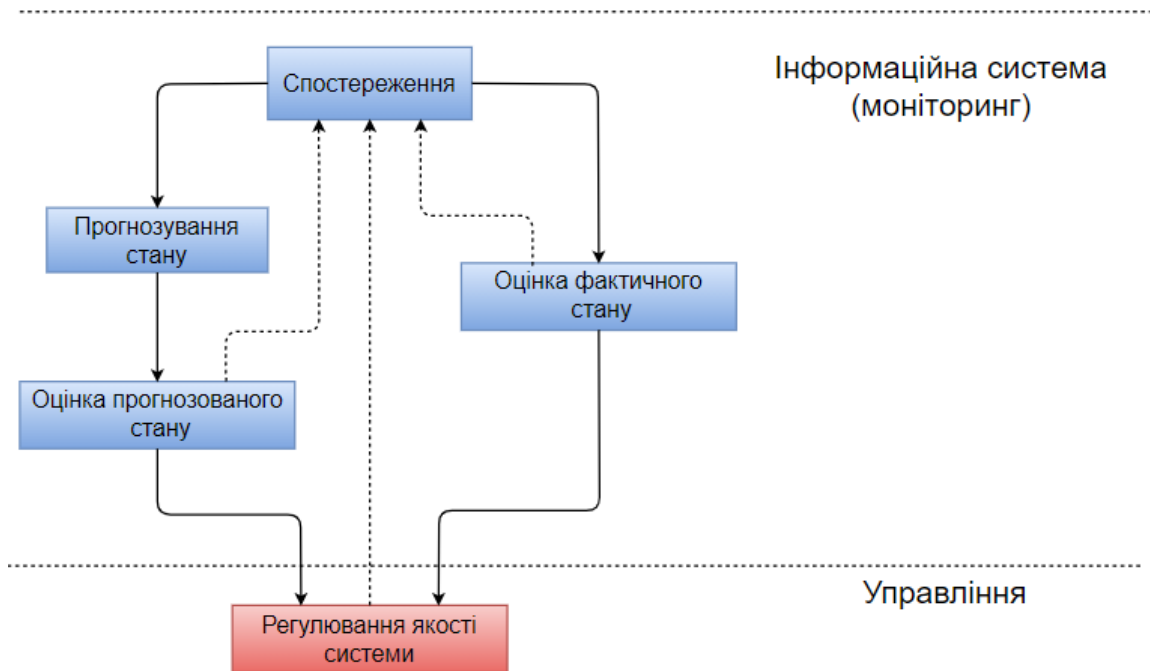 Спостереження
Інформаційна система
(моніторинг)
Прогнозування
стану
Оцінка фактичного
стану
Оцінка прогнозованого
стану
Управління
Регулювання якості
системи